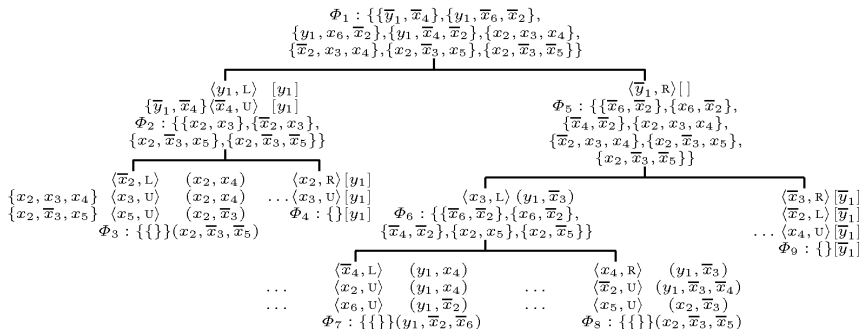 Φ₁ : {{y̅₁, x̅₄},{y₁, x̅₆, x̅₂},
{y₁, x₆, x̅₂},{y₁, x̅₄, x̅₂},{x₂, x₃, x₄},
{x̅₂, x₃, x₄},{x₂, x̅₃, x₅},{x₂, x̅₃, x̅₅}}
⟨y₁, L⟩ [y₁]
{y̅₁, x̅₄}⟨x̅₄, U⟩ [y₁]
Φ₂ : {{x₂, x₃},{x̅₂, x₃},
{x₂, x̅₃, x₅},{x₂, x̅₃, x̅₅}}
⟨y̅₁, R⟩[ ]
Φ₅ : {{x̅₆, x̅₂},{x₆, x̅₂},
{x̅₄, x̅₂},{x₂, x₃, x₄},
{x̅₂, x₃, x₄},{x₂, x̅₃, x₅},
{x₂, x̅₃, x̅₅}}
⟨x̅₂, L⟩ (x₂, x₄)
{x₂, x₃, x₄} ⟨x₃, U⟩ (x₂, x₄)
{x₂, x̅₃, x₅} ⟨x₅, U⟩ (x₂, x̅₃)
Φ₃ : {{}}(x₂, x̅₃, x̅₅)
⟨x₂, R⟩[y₁]
...⟨x₃, U⟩[y₁]
Φ₄ : {}[y₁]
⟨x₃, L⟩ (y₁, x̅₃)
Φ₆ : {{x̅₆, x̅₂},{x₆, x̅₂},
{x̅₄, x̅₂},{x₂, x₅},{x₂, x̅₅}}
⟨x̅₃, R⟩[y̅₁]
⟨x̅₂, L⟩[y̅₁]
... ⟨x₄, U⟩[y̅₁]
Φ₉ : {}[y̅₁]
⟨x̅₄, L⟩ (y₁, x₄)
... ⟨x₂, U⟩ (y₁, x₄)
... ⟨x₆, U⟩ (y₁, x̅₂)
Φ₇ : {{}}(y₁, x̅₂, x̅₆)
⟨x₄, R⟩ (y₁, x̅₃)
... ⟨x̅₂, U⟩ (y₁, x̅₃, x̅₄)
... ⟨x₅, U⟩ (x₂, x̅₃)
Φ₈ : {{}}(x₂, x̅₃, x̅₅)